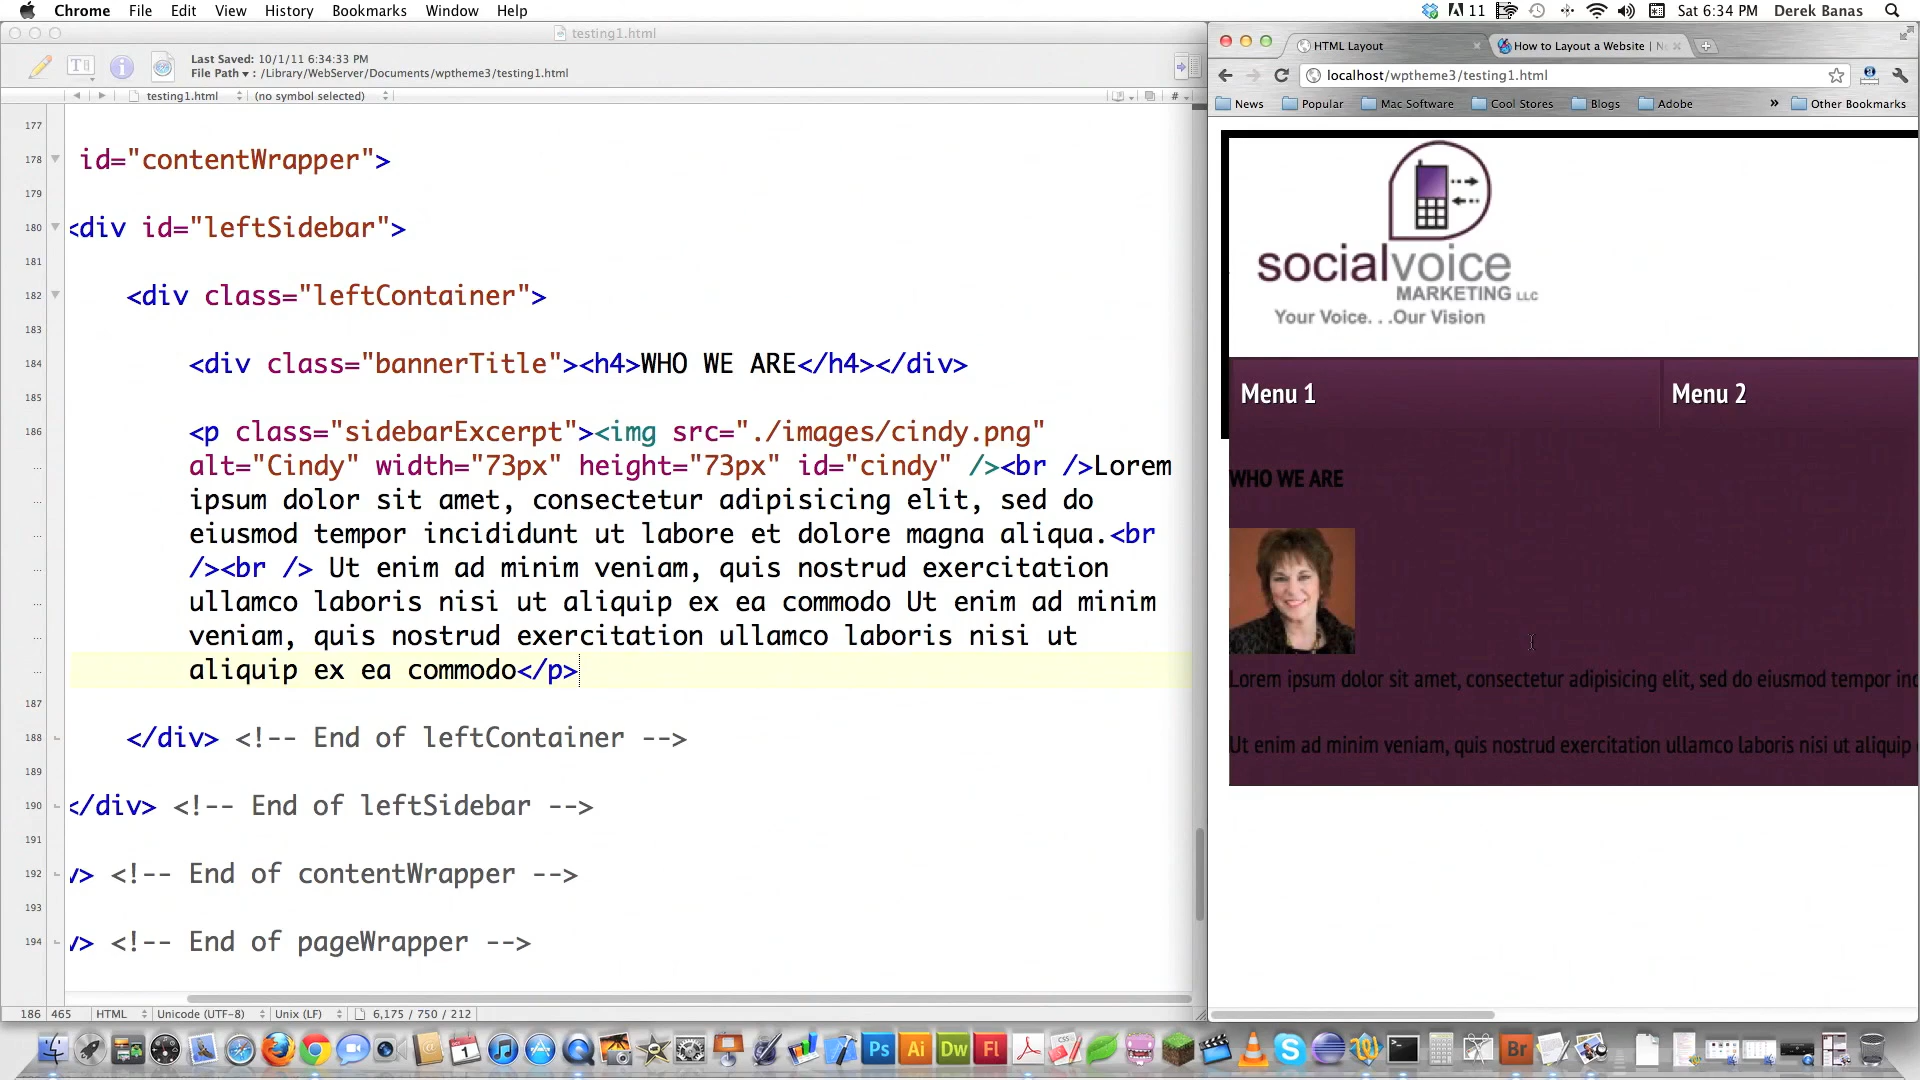 Chrome File Edit View History Bookmarks Window Help
11 Sat 6:34 PM Derek Banas
testing1.html
Last Saved: 10/1/11 6:34:33 PM
File Path ▾ : /Library/WebServer/Documents/wptheme3/testing1.html
testing1.html (no symbol selected) #
177
178 id="contentWrapper">
179
180 <div id="leftSidebar">
181
182 <div class="leftContainer">
183
184 <div class="bannerTitle"><h4>WHO WE ARE</h4></div>
185
186 <p class="sidebarExcerpt"><img src="./images/cindy.png"
alt="Cindy" width="73px" height="73px" id="cindy" /><br />Lorem
ipsum dolor sit amet, consectetur adipisicing elit, sed do
eiusmod tempor incididunt ut labore et dolore magna aliqua.<br
/><br /> Ut enim ad minim veniam, quis nostrud exercitation
ullamco laboris nisi ut aliquip ex ea commodo Ut enim ad minim
veniam, quis nostrud exercitation ullamco laboris nisi ut
aliquip ex ea commodo</p>
187
188 </div> <!-- End of leftContainer -->
189
190 </div> <!-- End of leftSidebar -->
191
192 v> <!-- End of contentWrapper -->
193
194 v> <!-- End of pageWrapper -->
186 465 HTML Unicode (UTF-8) Unix (LF) 6,175 / 750 / 212
HTML Layout
How to Layout a Website | N
localhost/wptheme3/testing1.html
News Popular Mac Software Cool Stores Blogs Adobe » Other Bookmarks
socialvoice
MARKETING LLC
Your Voice. . .Our Vision
Menu 1 Menu 2
WHO WE ARE
Lorem ipsum dolor sit amet, consectetur adipisicing elit, sed do eiusmod tempor inc
Ut enim ad minim veniam, quis nostrud exercitation ullamco laboris nisi ut aliquip
1 Ps Ai Dw Fl CSS Br